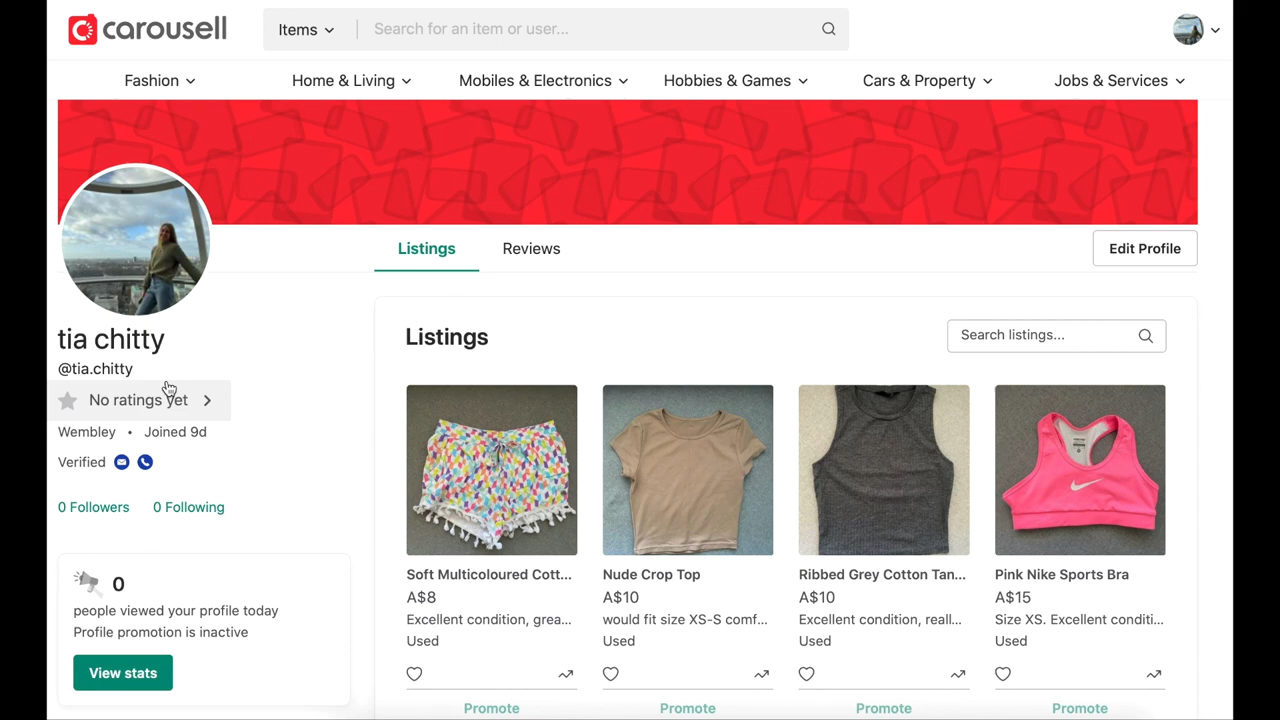 carousell
Items
Search for an item or user...
Fashion
Home & Living
Mobiles & Electronics
Hobbies & Games
Cars & Property
Jobs & Services
Listings
Reviews
Edit Profile
tia chitty
@tia.chitty
No ratings yet
Wembley • Joined 9d
Verified
0 Followers
0 Following
0
people viewed your profile today
Profile promotion is inactive
View stats
Listings
Search listings...
Soft Multicoloured Cott...
A$8
Excellent condition, grea...
Used
Promote
Nude Crop Top
A$10
would fit size XS-S comf...
Used
Promote
Ribbed Grey Cotton Tan...
A$10
Excellent condition, reall...
Used
Promote
Pink Nike Sports Bra
A$15
Size XS. Excellent conditi...
Used
Promote